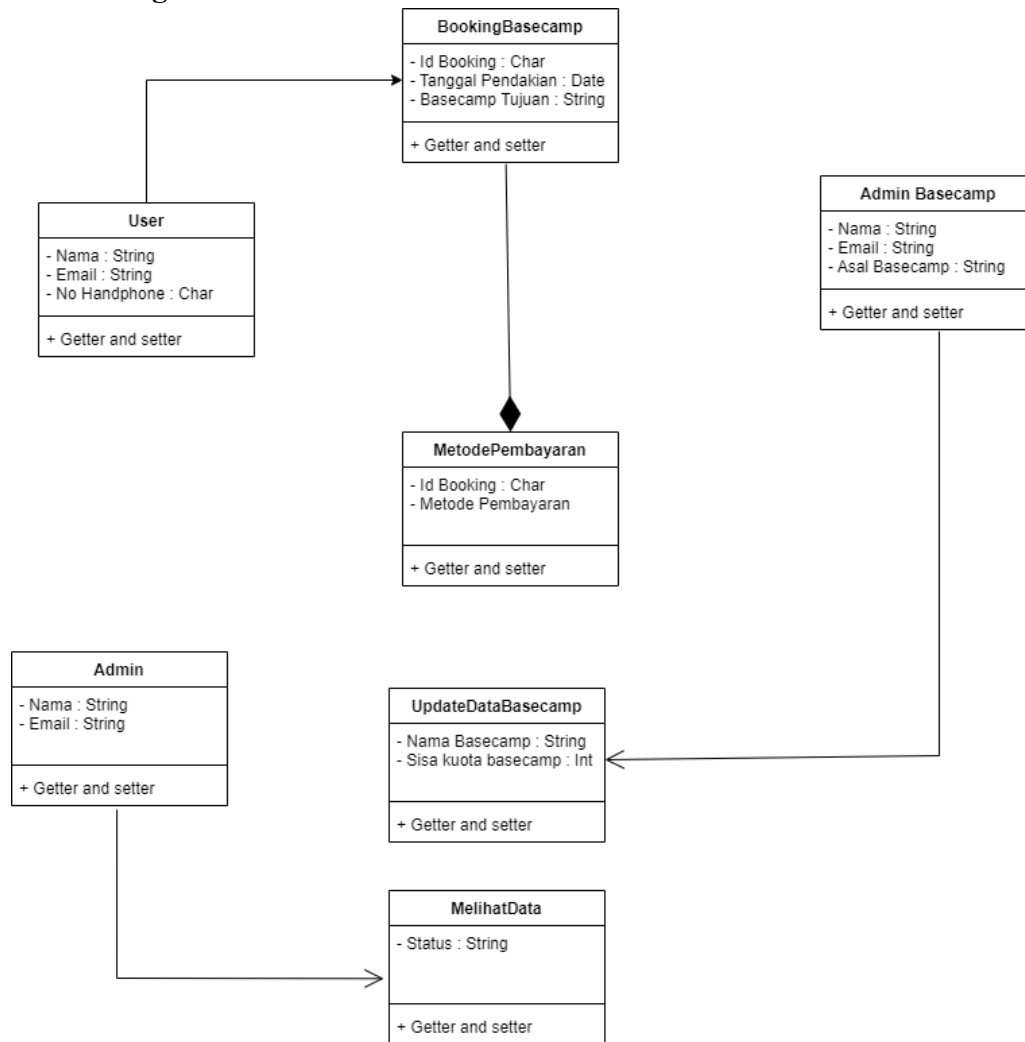 BookingBasecamp
- Id Booking : Char
- Tanggal Pendakian : Date
- Basecamp Tujuan : String
+ Getter and setter
User
- Nama : String
- Email : String
- No Handphone : Char
+ Getter and setter
Admin Basecamp
- Nama : String
- Email : String
- Asal Basecamp : String
+ Getter and setter
MetodePembayaran
- Id Booking : Char
- Metode Pembayaran
+ Getter and setter
Admin
- Nama : String
- Email : String
+ Getter and setter
UpdateDataBasecamp
- Nama Basecamp : String
- Sisa kuota basecamp : Int
+ Getter and setter
MelihatData
- Status : String
+ Getter and setter